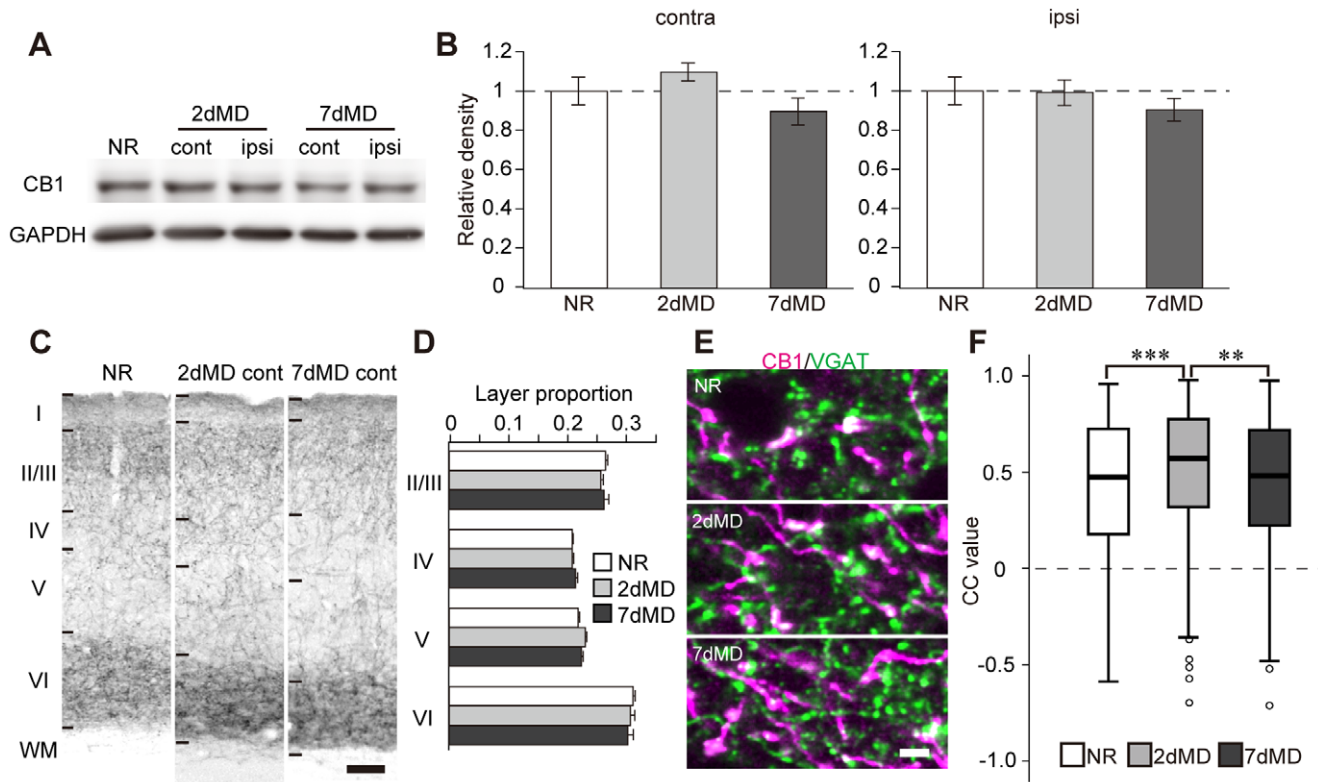 A
2dMD 7dMD
NR cont ipsi cont ipsi
CB1
GAPDH
B
contra
ipsi
Relative density
1.2
1
0.8
0.6
0.4
0.2
0
NR 2dMD 7dMD
1.2
1
0.8
0.6
0.4
0.2
0
NR 2dMD 7dMD
C
NR 2dMD cont 7dMD cont
I
II/III
IV
V
VI
WM
D
Layer proportion
0 0.1 0.2 0.3
II/III
IV
V
VI
NR
2dMD
7dMD
E
CB1/VGAT
NR
2dMD
7dMD
F
*** **
CC value
1.0
0.5
0
-0.5
-1.0
NR 2dMD 7dMD